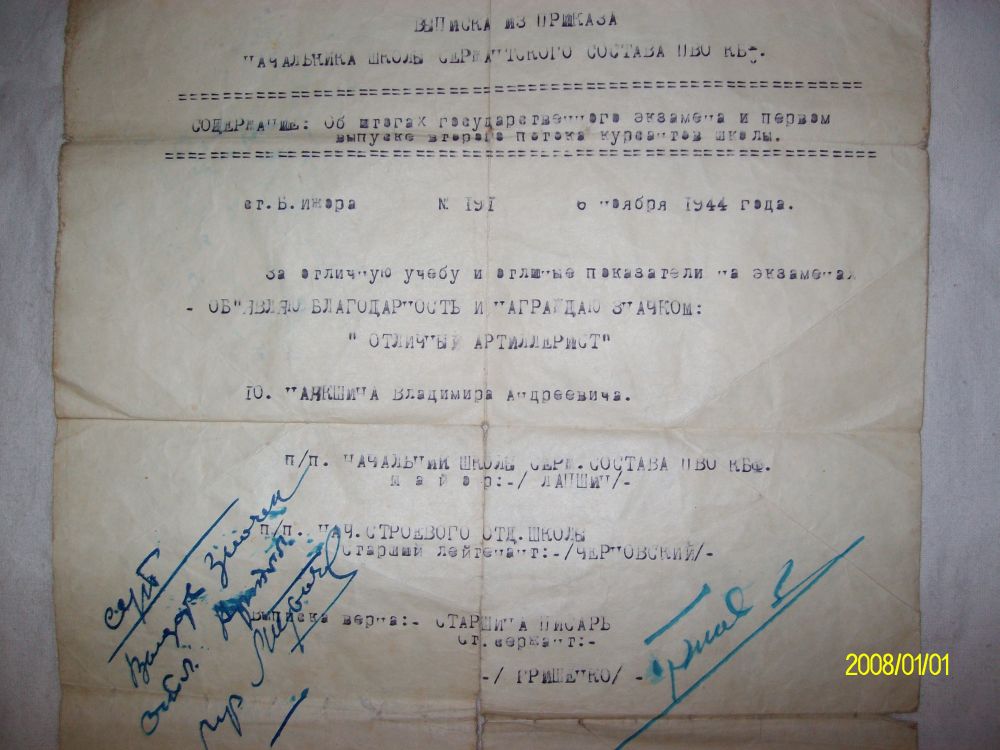 ВЫПИСКА ИЗ ПРИКАЗА
НАЧАЛЬНИКА ШКОЛЫ СЕРЖАНТСКОГО СОСТАВА ПВО КБФ.
СОДЕРЖАНИЕ: Об итогах государственного экзамена и первом
выпуске второго потока курсантов школы.
ст.Б.Ижора № 191 6 ноября 1944 года.
За отличную учебу и отличные показатели на экзаменах
- ОБ"ЯВЛЯЮ БЛАГОДАРНОСТЬ И НАГРАЖДАЮ ЗНАЧКОМ:
" ОТЛИЧНЫЙ АРТИЛЛЕРИСТ"
10. НАЯКШИНА Владимира Андреевича.
п/п. НАЧАЛЬНИК ШКОЛЫ СЕРЖ.СОСТАВА ПВО КБФ.
м а й о р:-/ ЛАПШИН/-
п/п. НАЧ.СТРОЕВОГО ОТД.ШКОЛЫ
Старший лейтенант:-/ЧЕРНОВСКИЙ/-
Выписка верна:- СТАРШИНА ПИСАРЬ
Ст.сержант:-
-/ ГРИЩЕНКО/ -
2008/01/01